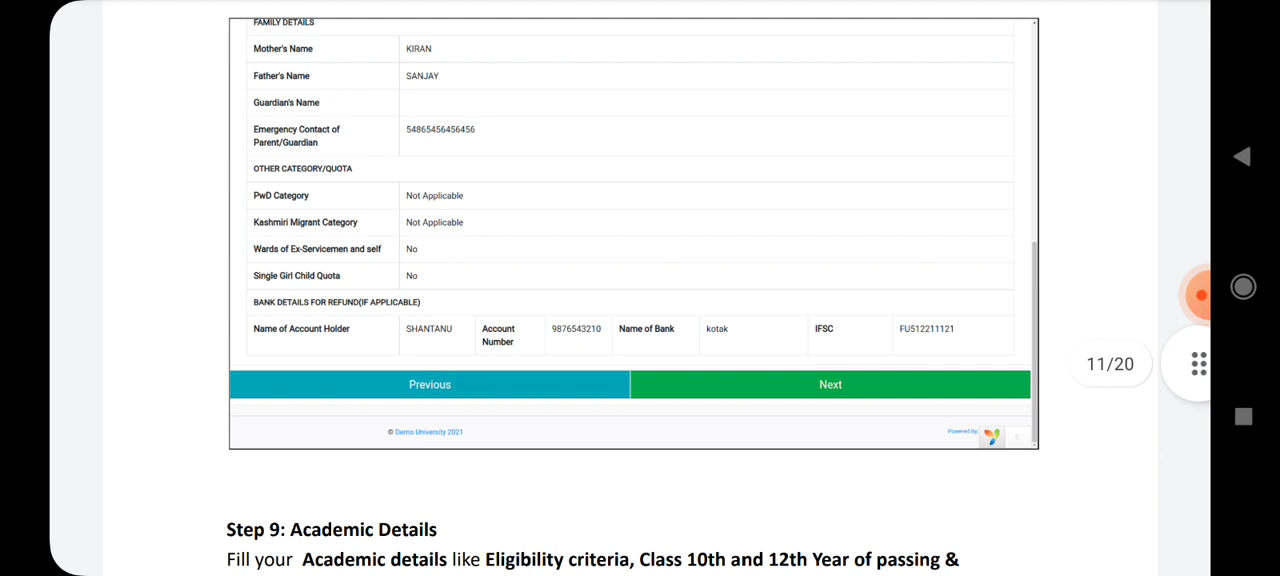 FAMILY DETAILS
Mother's Name KIRAN
Father's Name SANJAY
Guardian's Name
Emergency Contact of Parent/Guardian 54865456456456
OTHER CATEGORY/QUOTA
PwD Category Not Applicable
Kashmiri Migrant Category Not Applicable
Wards of Ex-Servicemen and self No
Single Girl Child Quota No
BANK DETAILS FOR REFUND(IF APPLICABLE)
Name of Account Holder SHANTANU Account Number 9876543210 Name of Bank kotak IFSC FU512211121
Previous Next
11/20
© Demo University 2021 Powered by
Step 9: Academic Details
Fill your Academic details like Eligibility criteria, Class 10th and 12th Year of passing &